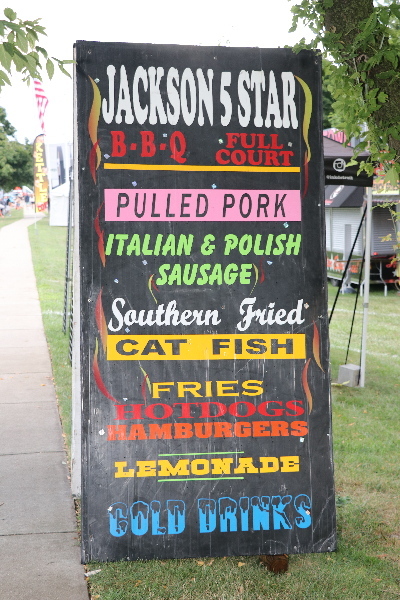 JACKSON 5 STAR
B-B-Q FULL COURT
PULLED PORK
ITALIAN & POLISH
SAUSAGE
Southern Fried
CAT FISH
FRIES
HOTDOGS
HAMBURGERS
LEMONADE
COLD DRINKS